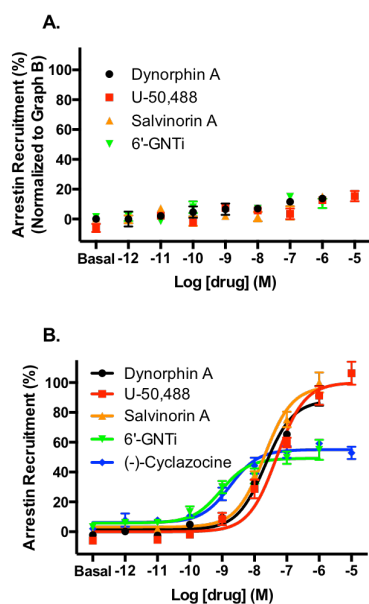 A.
Arrestin Recruitment (%)
(Normalized to Graph B)
100
80
60
40
20
0
Dynorphin A
U-50,488
Salvinorin A
6'-GNTi
Basal -12 -11 -10 -9 -8 -7 -6 -5
Log [drug] (M)
B.
Arrestin Recruitment (%)
100
80
60
40
20
0
Dynorphin A
U-50,488
Salvinorin A
6'-GNTi
(-)-Cyclazocine
Basal -12 -11 -10 -9 -8 -7 -6 -5
Log [drug] (M)